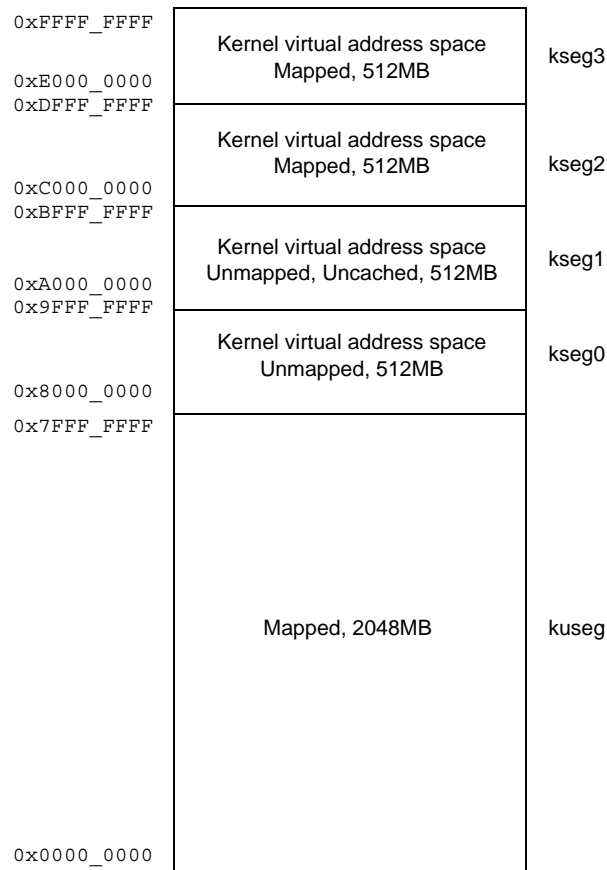 0xFFFF_FFFF
Kernel virtual address space
Mapped, 512MB
kseg3
0xE000_0000
0xDFFF_FFFF
Kernel virtual address space
Mapped, 512MB
kseg2
0xC000_0000
0xBFFF_FFFF
Kernel virtual address space
Unmapped, Uncached, 512MB
kseg1
0xA000_0000
0x9FFF_FFFF
Kernel virtual address space
Unmapped, 512MB
kseg0
0x8000_0000
0x7FFF_FFFF
Mapped, 2048MB
kuseg
0x0000_0000